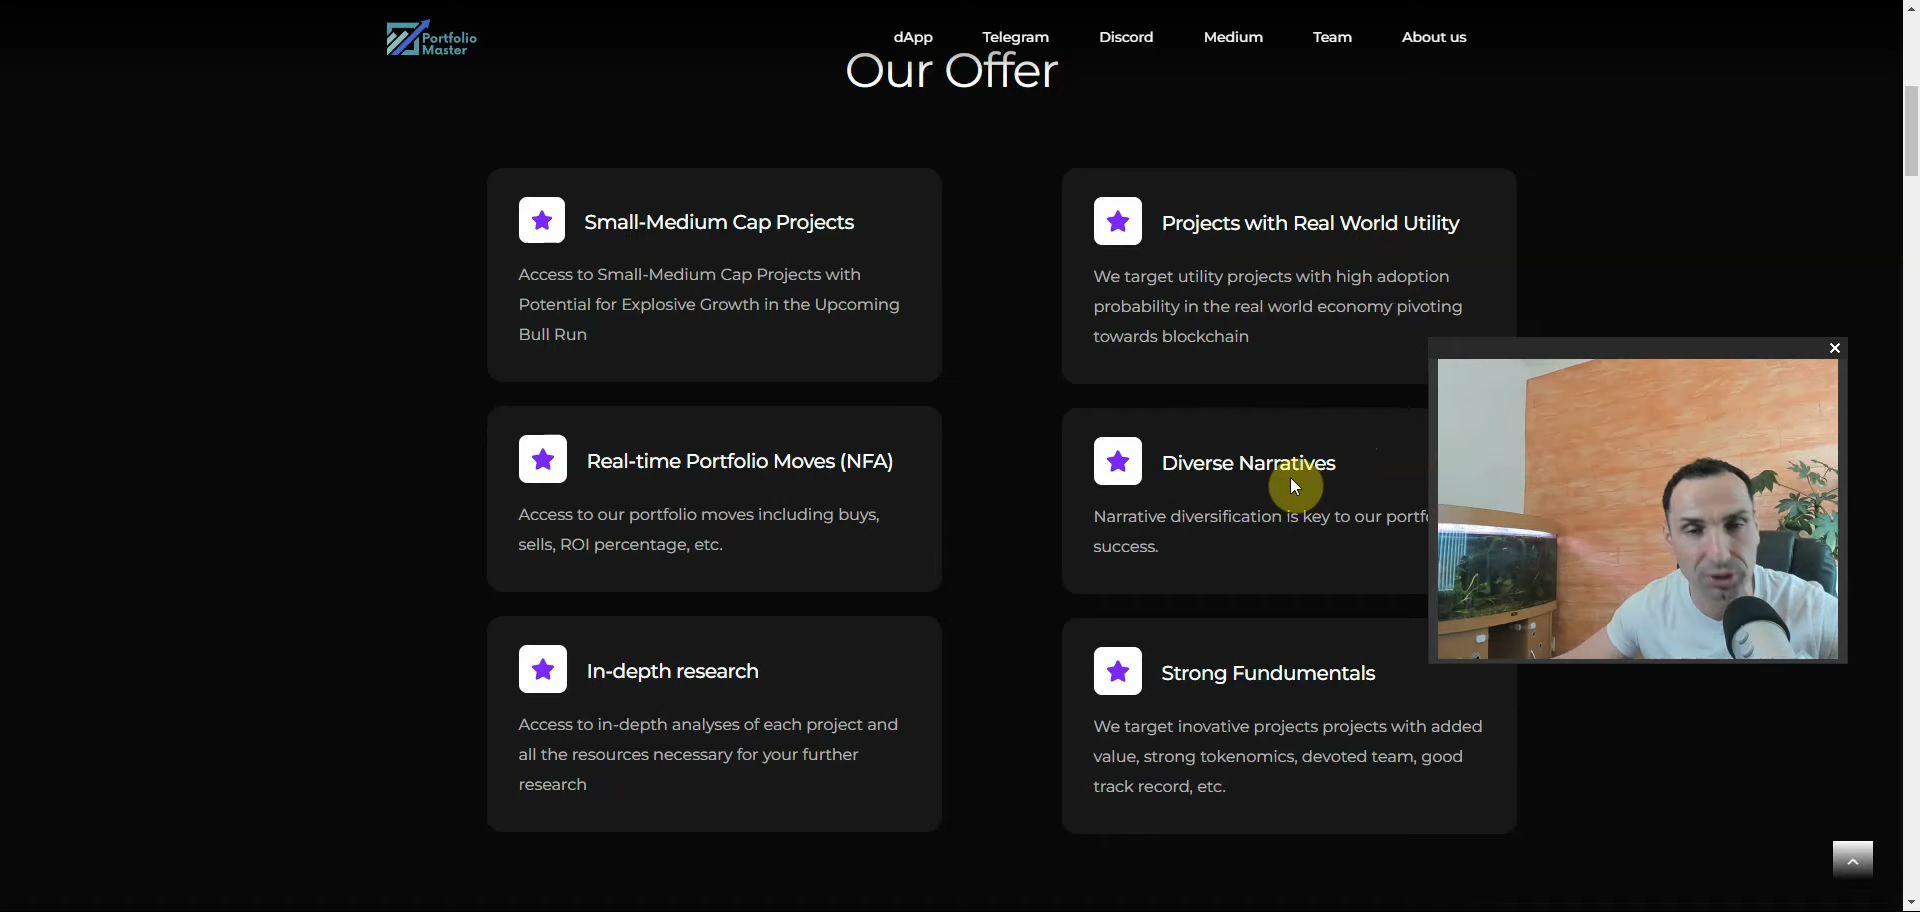 Portfolio
Master
dApp
Telegram
Discord
Medium
Team
About us
Our Offer
Small-Medium Cap Projects
Access to Small-Medium Cap Projects with
Potential for Explosive Growth in the Upcoming
Bull Run
Projects with Real World Utility
We target utility projects with high adoption
probability in the real world economy pivoting
towards blockchain
Real-time Portfolio Moves (NFA)
Access to our portfolio moves including buys,
sells, ROI percentage, etc.
Diverse Narratives
Narrative diversification is key to our
success.
In-depth research
Access to in-depth analyses of each project and
all the resources necessary for your further
research
Strong Fundumentals
We target inovative projects projects with added
value, strong tokenomics, devoted team, good
track record, etc.